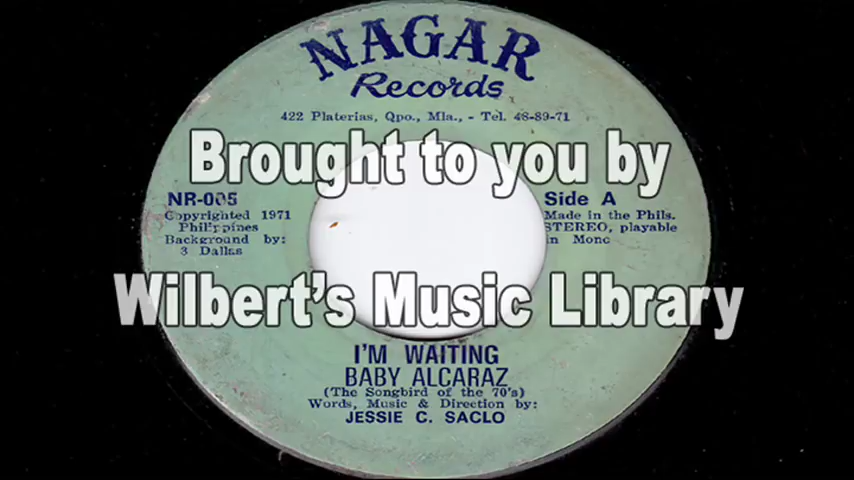 NAGAR
Records
422 Platerias, Qpo., Mla., - Tel. 48-89-71
Brought to you by
NR-005
Copyrighted 1971
Philippines
Background by:
3 Dallas
Side A
Made in the Phils.
STEREO, playable
in Mono
Wilbert's Music Library
I'M WAITING
BABY ALCARAZ
(The Songbird of the 70's)
Words, Music & Direction by:
JESSIE C. SACLO